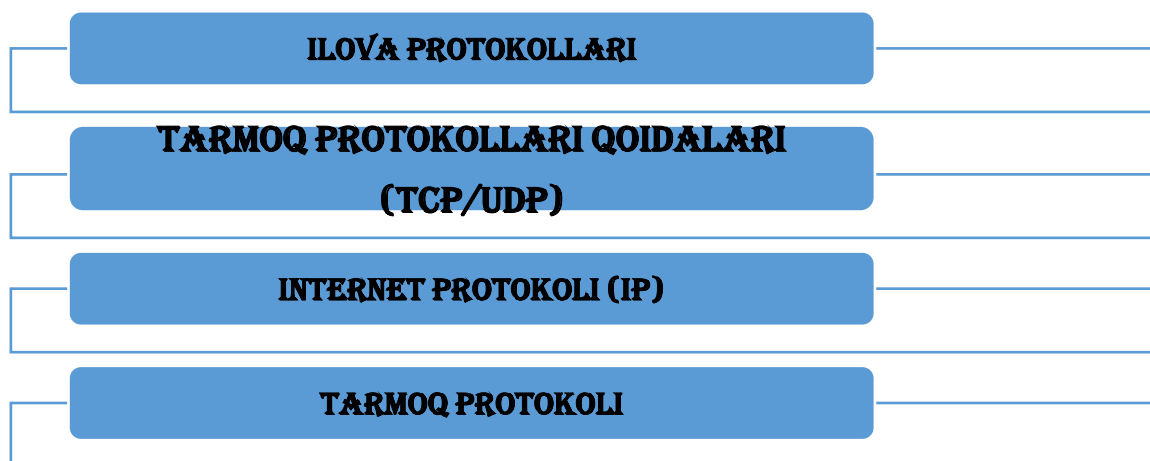 ILOVA PROTOKOLLARI
TARMOQ PROTOKOLLARI QOIDALARI
(TCP/UDP)
INTERNET PROTOKOLI (IP)
TARMOQ PROTOKOLI